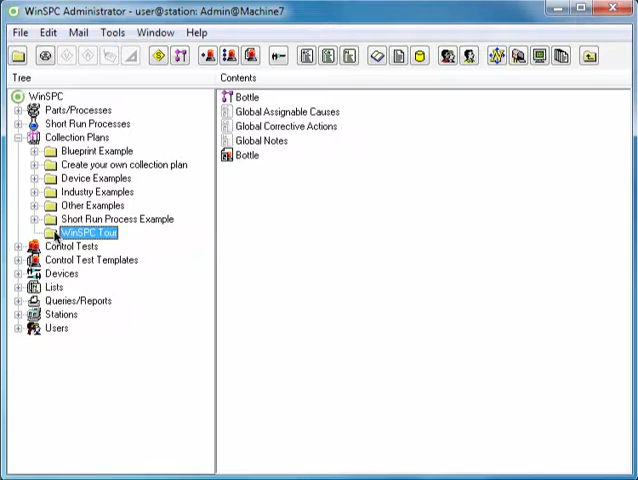 WinSPC Administrator - user@station: Admin@Machine7
File Edit Mail Tools Window Help
Tree
Contents
WinSPC
Parts/Processes
Short Run Processes
Collection Plans
Blueprint Example
Create your own collection plan
Device Examples
Industry Examples
Other Examples
Short Run Process Example
WinSPC Tour
Control Tests
Control Test Templates
Devices
Lists
Queries/Reports
Stations
Users
Bottle
Global Assignable Causes
Global Corrective Actions
Global Notes
Bottle